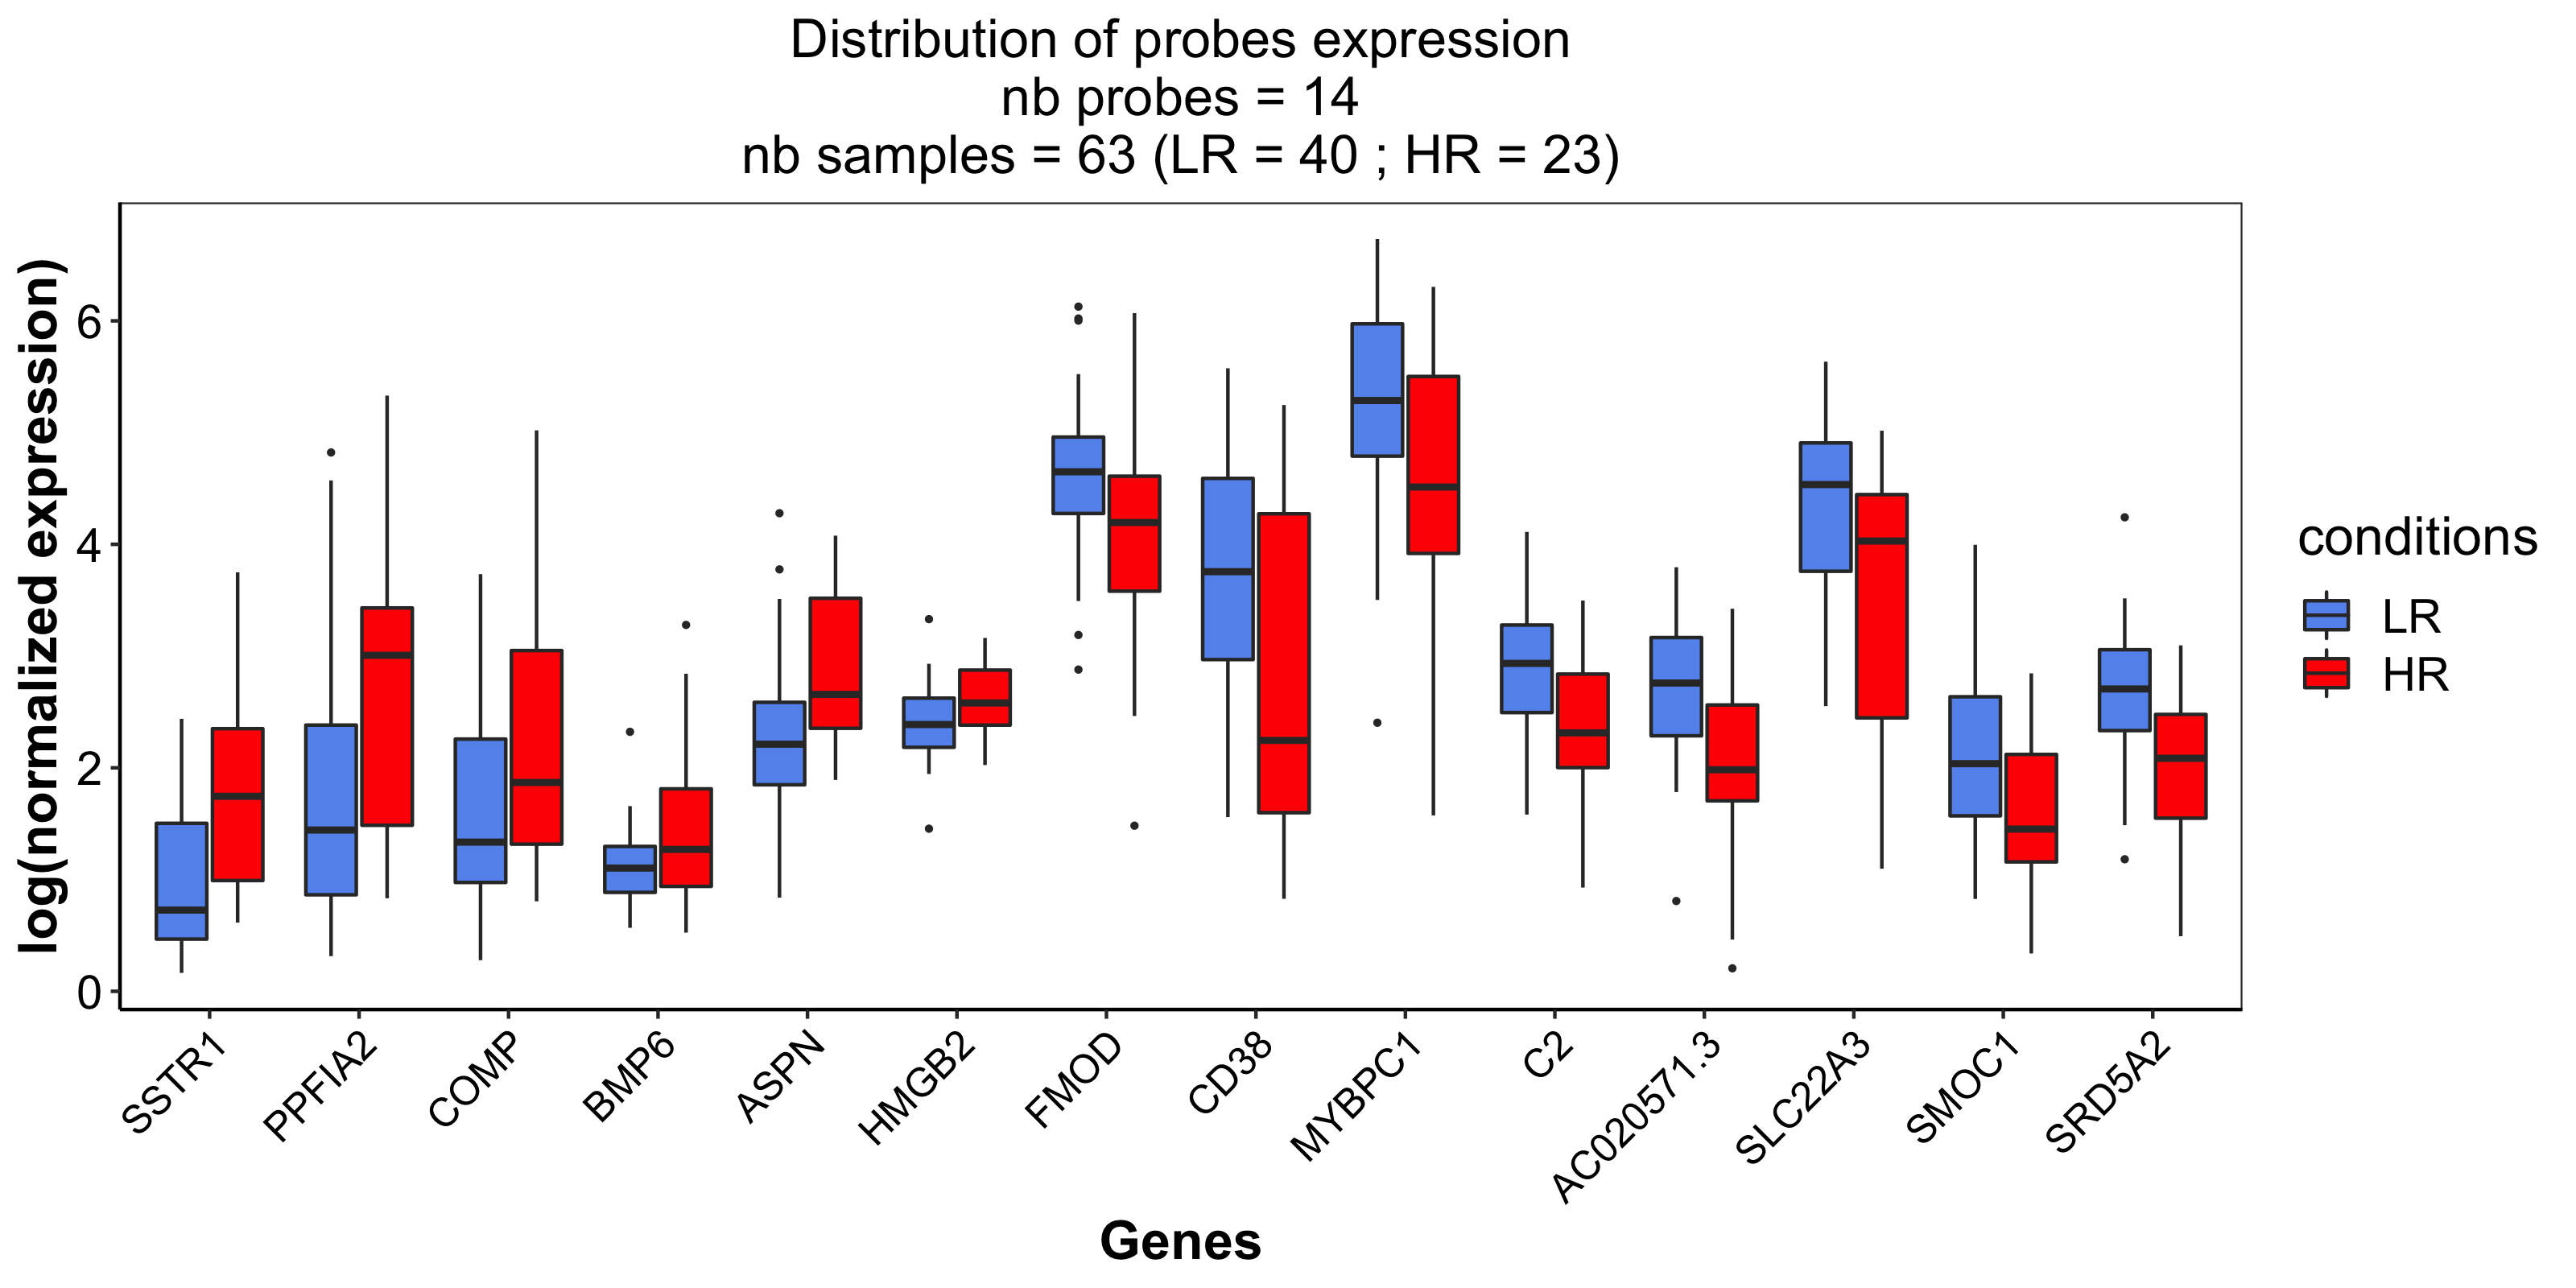 Distribution of probes expression
nb probes = 14
nb samples = 63 (LR = 40 ; HR = 23)
log(normalized expression)
6
4
2
0
SSTR1
PPFIA2
COMP
BMP6
ASPN
HMGB2
FMOD
CD38
MYBPC1
C2
AC020571.3
SLC22A3
SMOC1
SRD5A2
Genes
conditions
LR
HR